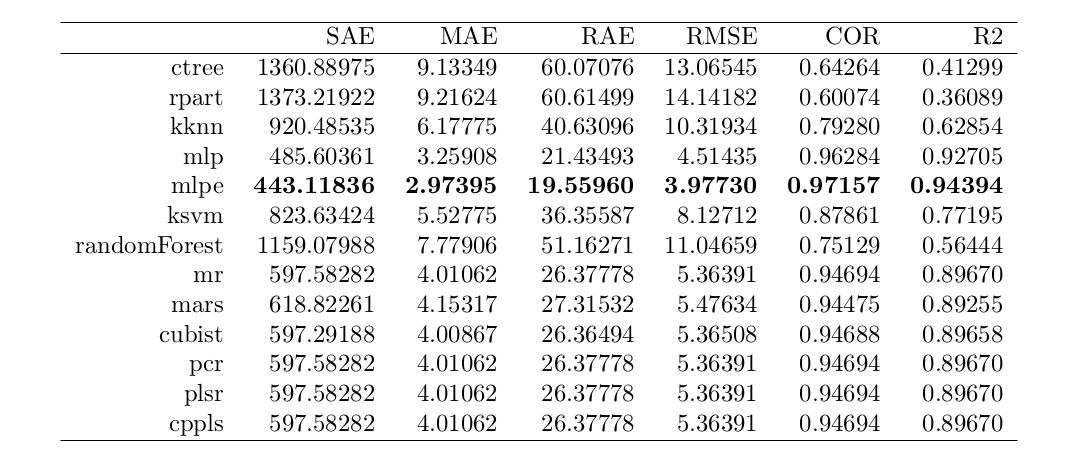 SAE MAE RAE RMSE COR R2
ctree 1360.88975 9.13349 60.07076 13.06545 0.64264 0.41299
rpart 1373.21922 9.21624 60.61499 14.14182 0.60074 0.36089
kknn 920.48535 6.17775 40.63096 10.31934 0.79280 0.62854
mlp 485.60361 3.25908 21.43493 4.51435 0.96284 0.92705
mlpe 443.11836 2.97395 19.55960 3.97730 0.97157 0.94394
ksvm 823.63424 5.52775 36.35587 8.12712 0.87861 0.77195
randomForest 1159.07988 7.77906 51.16271 11.04659 0.75129 0.56444
mr 597.58282 4.01062 26.37778 5.36391 0.94694 0.89670
mars 618.82261 4.15317 27.31532 5.47634 0.94475 0.89255
cubist 597.29188 4.00867 26.36494 5.36508 0.94688 0.89658
pcr 597.58282 4.01062 26.37778 5.36391 0.94694 0.89670
plsr 597.58282 4.01062 26.37778 5.36391 0.94694 0.89670
cppls 597.58282 4.01062 26.37778 5.36391 0.94694 0.89670